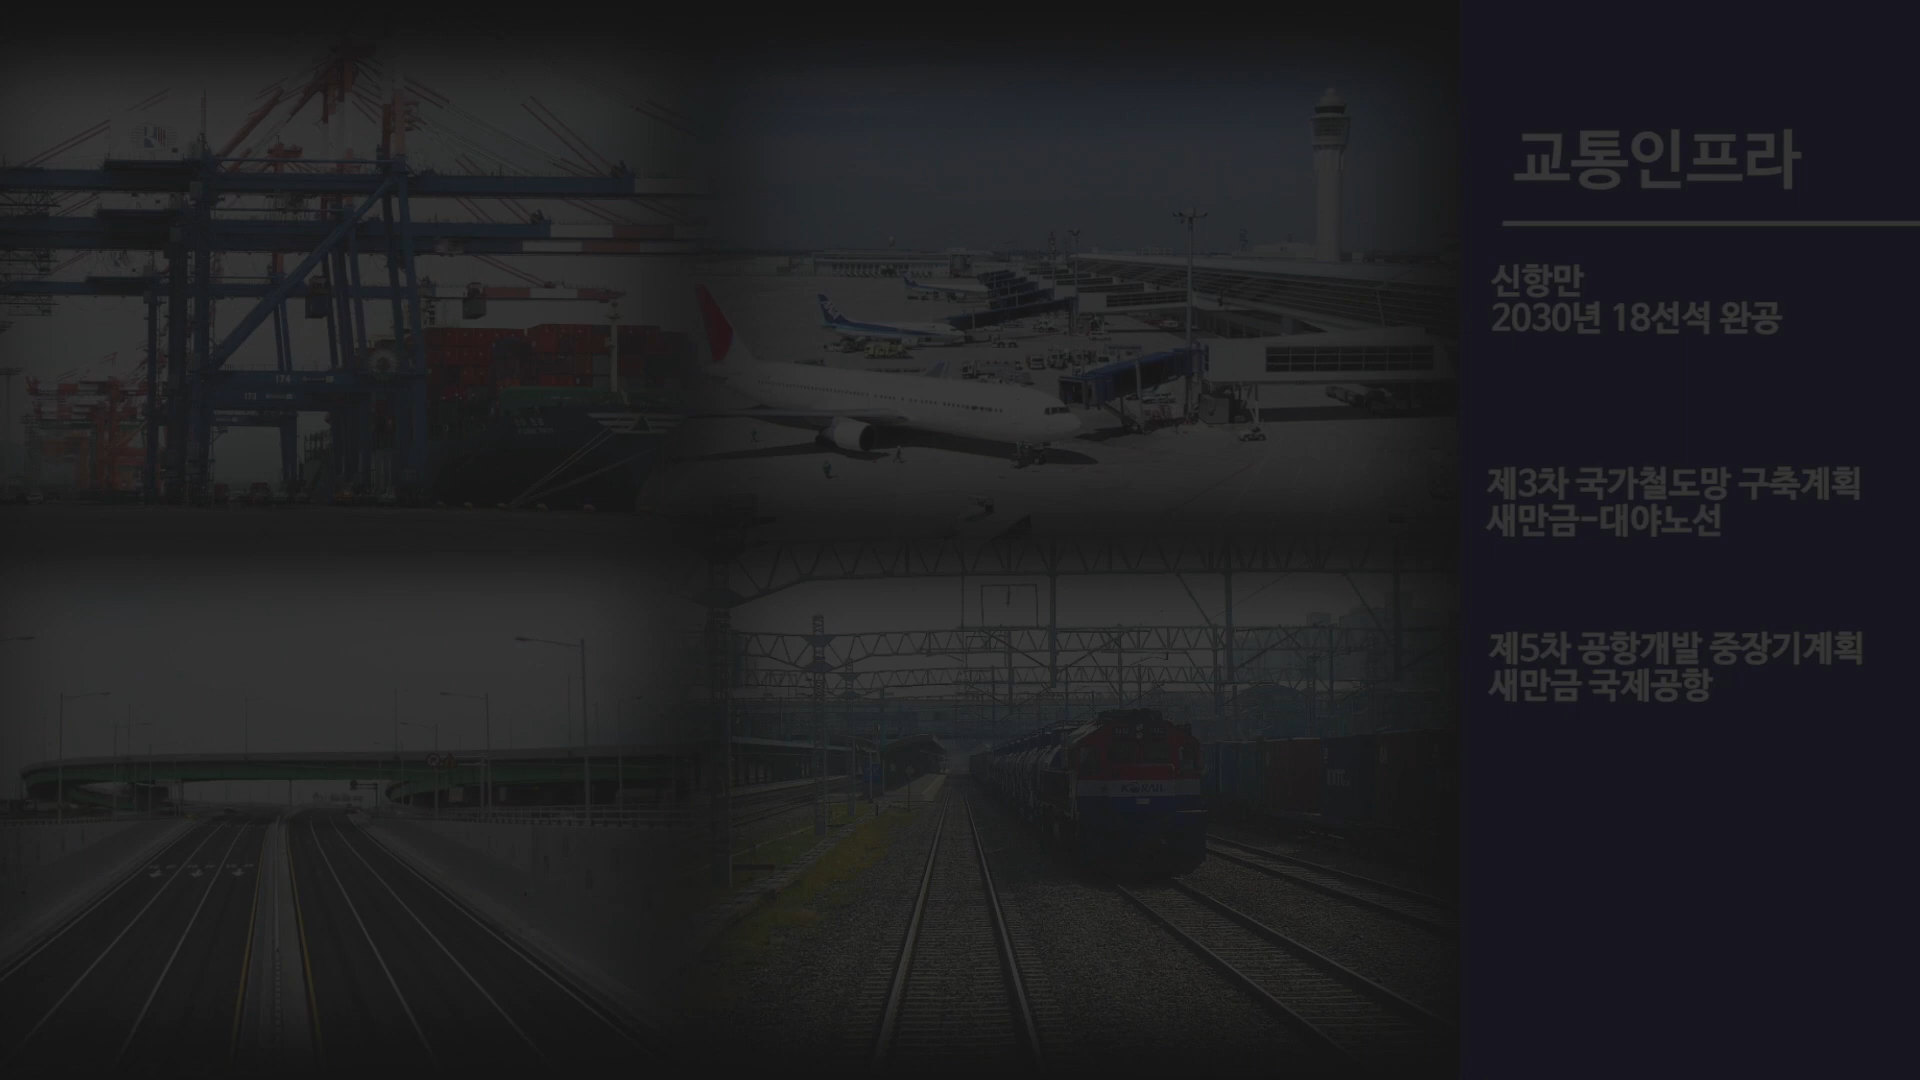 교통인프라
신항만
2030년 18선석 완공
제3차 국가철도망 구축계획
새만금-대야노선
제5차 공항개발 중장기계획
새만금 국제공항
174
173
KORAIL